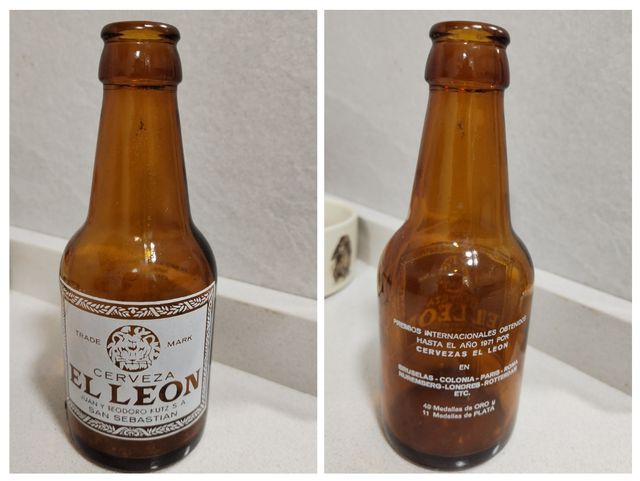 TRADE MARK
CERVEZA
EL LEON
JUAN Y TEODORO KUTZ S.A.
SAN SEBASTIAN
PREMIOS INTERNACIONALES OBTENIDOS
HASTA EL AÑO 1971 POR
CERVEZAS EL LEON
EN
BRUSELAS - COLONIA - PARIS - ROMA
NUREMBERG - LONDRES - ROTTERDAM
ETC.
40 Medallas de ORO y
11 Medallas de PLATA